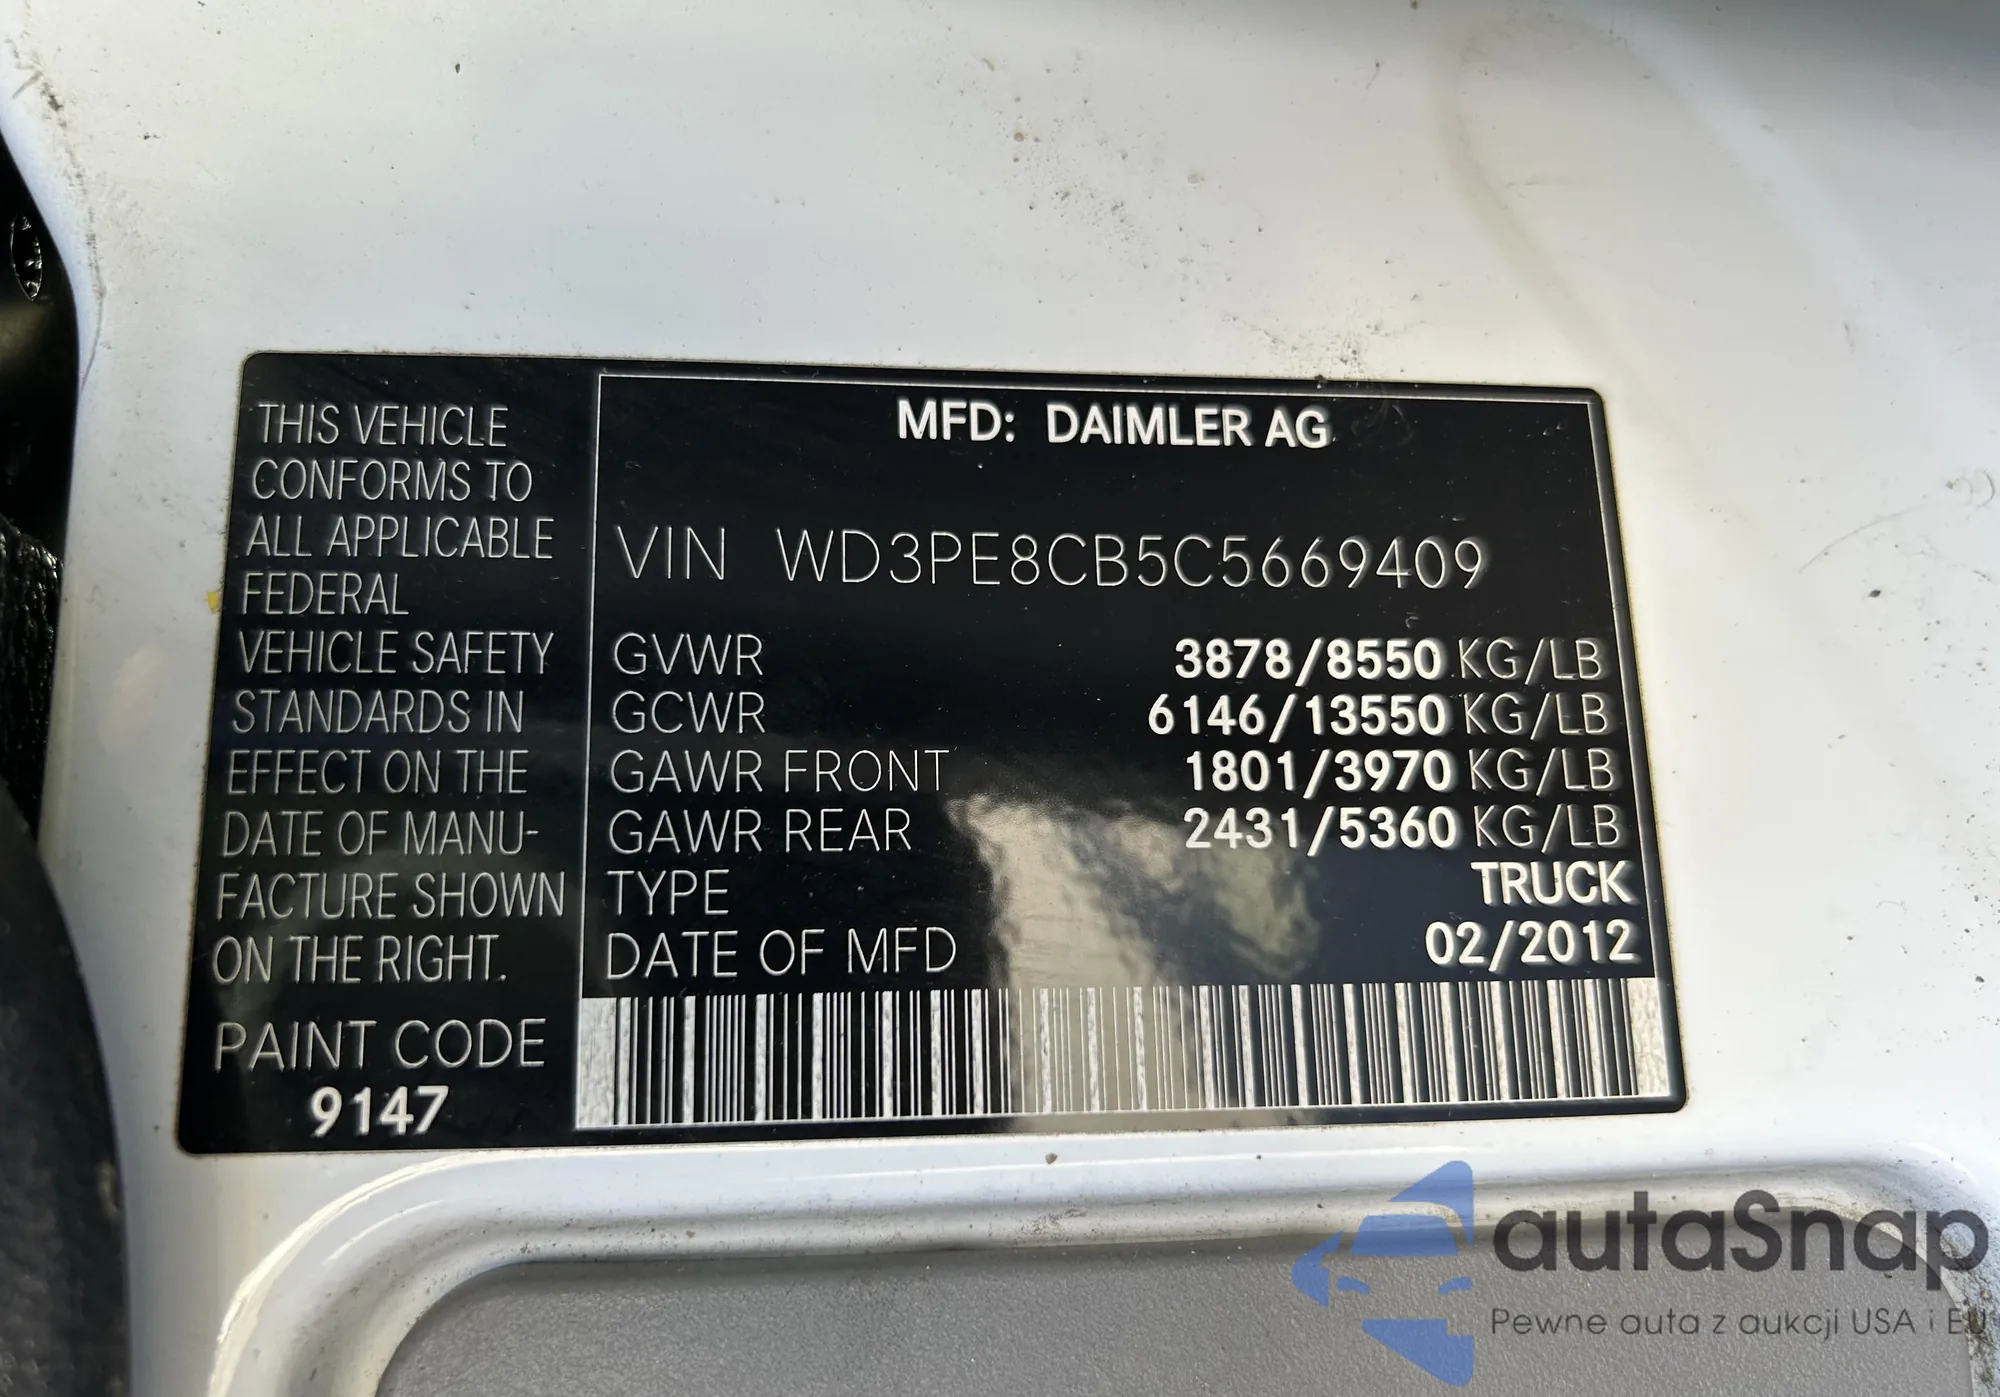 THIS VEHICLE
CONFORMS TO
ALL APPLICABLE
FEDERAL
VEHICLE SAFETY
STANDARDS IN
EFFECT ON THE
DATE OF MANU-
FACTURE SHOWN
ON THE RIGHT.
PAINT CODE
9147
MFD: DAIMLER AG
VIN WD3PE8CB5C5669409
GVWR 3878/8550 KG/LB
GCWR 6146/13550 KG/LB
GAWR FRONT 1801/3970 KG/LB
GAWR REAR 2431/5360 KG/LB
TYPE TRUCK
DATE OF MFD 02/2012
autaSnap
Pewne auta z aukcji USA i EU